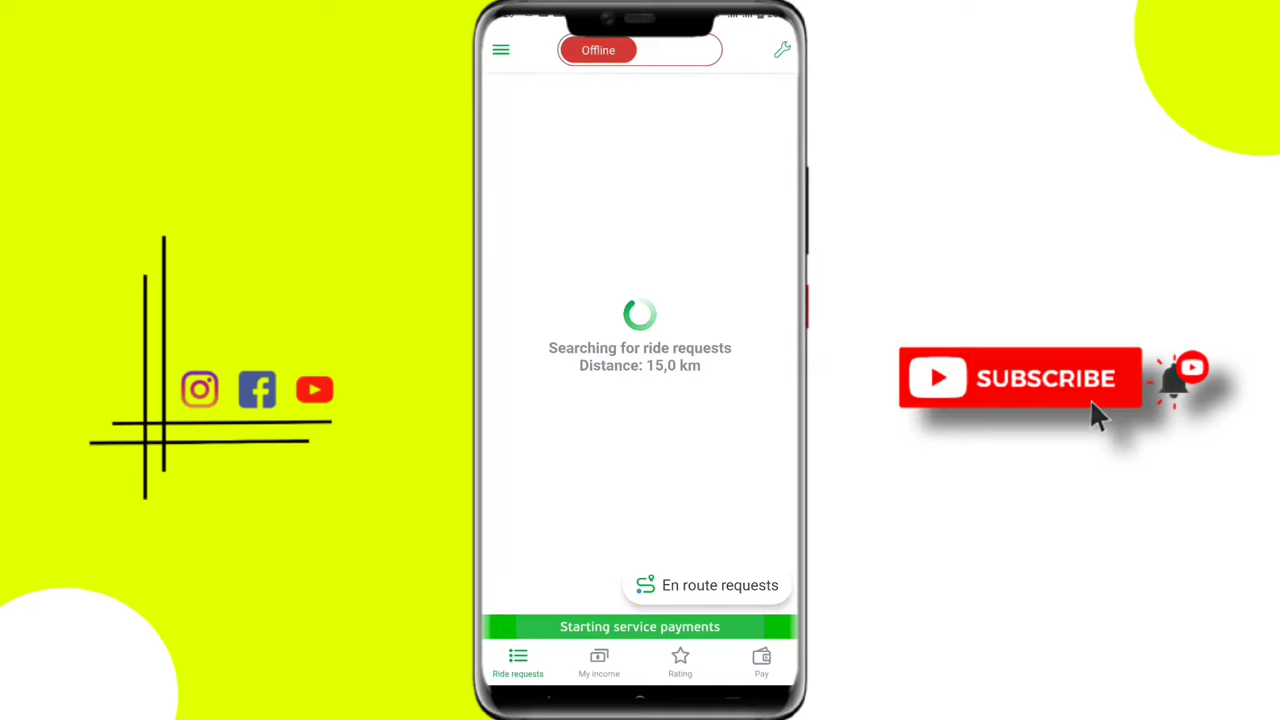 Offline
Searching for ride requests
Distance: 15,0 km
En route requests
Starting service payments
Ride requests
My income
Rating
Pay
SUBSCRIBE